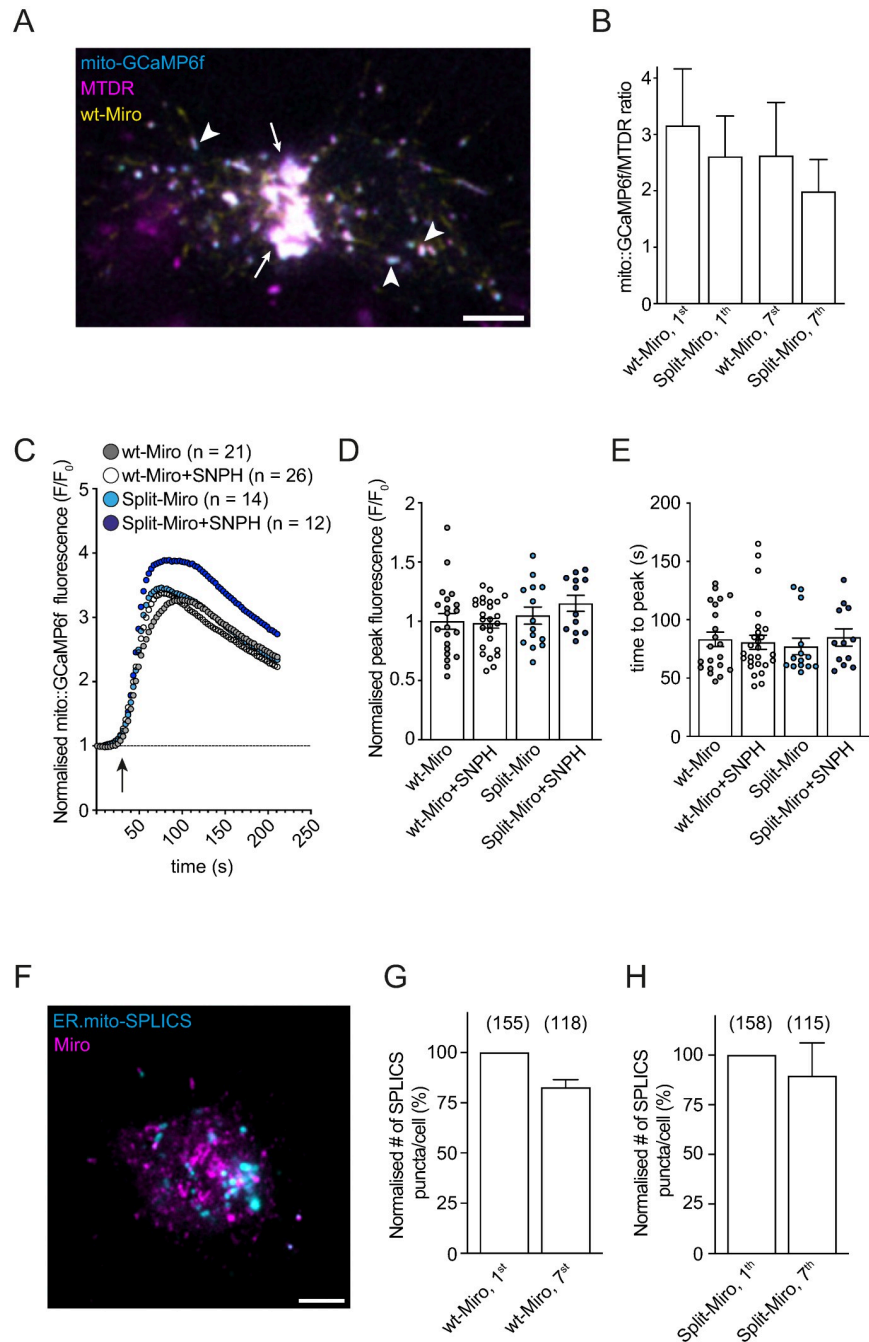 A
mito-GCaMP6f
MTDR
wt-Miro
B
mito::GCaMP6f/MTDR ratio
4
3
2
1
0
wt-Miro, 1st
Split-Miro, 1th
wt-Miro, 7st
Split-Miro, 7th
C
wt-Miro (n = 21)
wt-Miro+SNPH (n = 26)
Split-Miro (n = 14)
Split-Miro+SNPH (n = 12)
Normalised mito::GCaMP6f fluorescence (F/F0)
5
4
3
2
1
0
50
100
150
200
250
time (s)
D
Normalised peak fluorescence (F/F0)
2
1.5
1
0.5
0
wt-Miro
wt-Miro+SNPH
Split-Miro
Split-Miro+SNPH
E
time to peak (s)
200
150
100
50
0
wt-Miro
wt-Miro+SNPH
Split-Miro
Split-Miro+SNPH
F
ER.mito-SPLICS
Miro
G
(155) (118)
Normalised # of SPLICS
puncta/cell (%)
100
75
50
25
0
wt-Miro, 1st
wt-Miro, 7st
H
(158) (115)
Normalised # of SPLICS
puncta/cell (%)
100
75
50
25
0
Split-Miro, 1th
Split-Miro, 7th